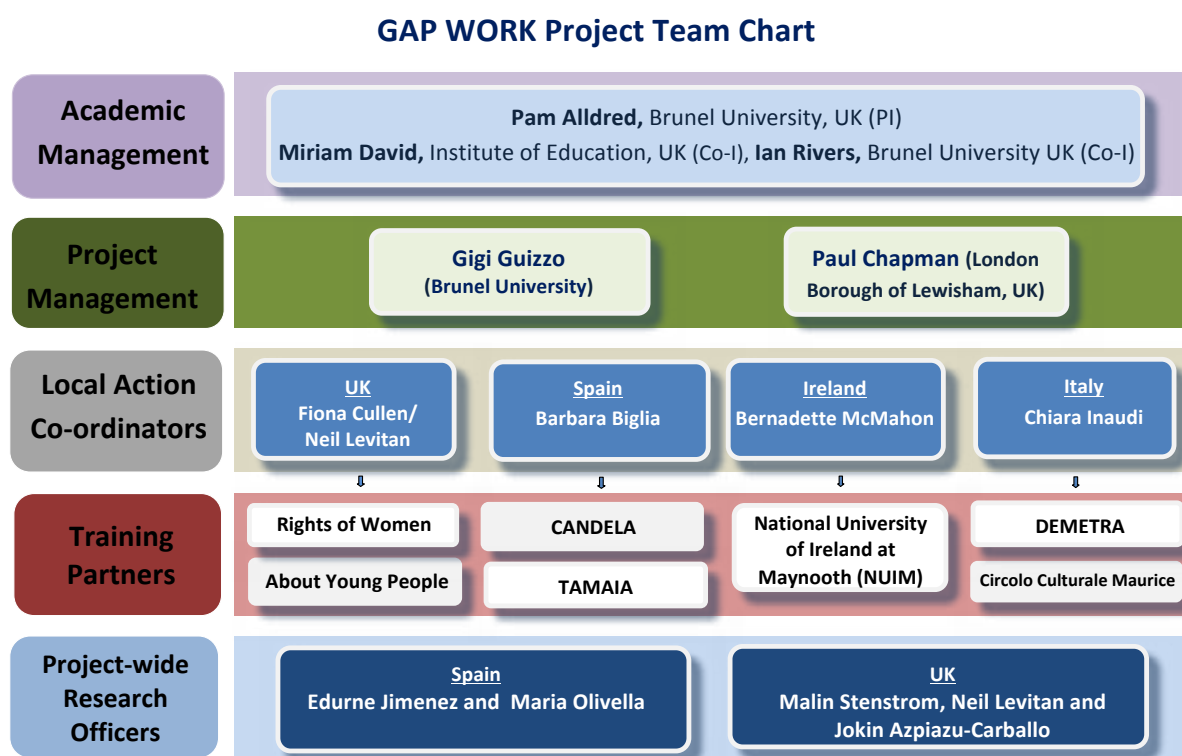 GAP WORK Project Team Chart
Academic
Management
Pam Alldred, Brunel University, UK (PI)
Miriam David, Institute of Education, UK (Co-I), Ian Rivers, Brunel University UK (Co-I)
Project
Management
Gigi Guizzo
(Brunel University)
Paul Chapman (London
Borough of Lewisham, UK)
Local Action
Co-ordinators
UK
Fiona Cullen/
Neil Levitan
Spain
Barbara Biglia
Ireland
Bernadette McMahon
Italy
Chiara Inaudi
Training
Partners
Rights of Women
About Young People
CANDELA
TAMAIA
National University
of Ireland at
Maynooth (NUIM)
DEMETRA
Circolo Culturale Maurice
Project-wide
Research
Officers
Spain
Edurne Jimenez and Maria Olivella
UK
Malin Stenstrom, Neil Levitan and
Jokin Azpiazu-Carballo